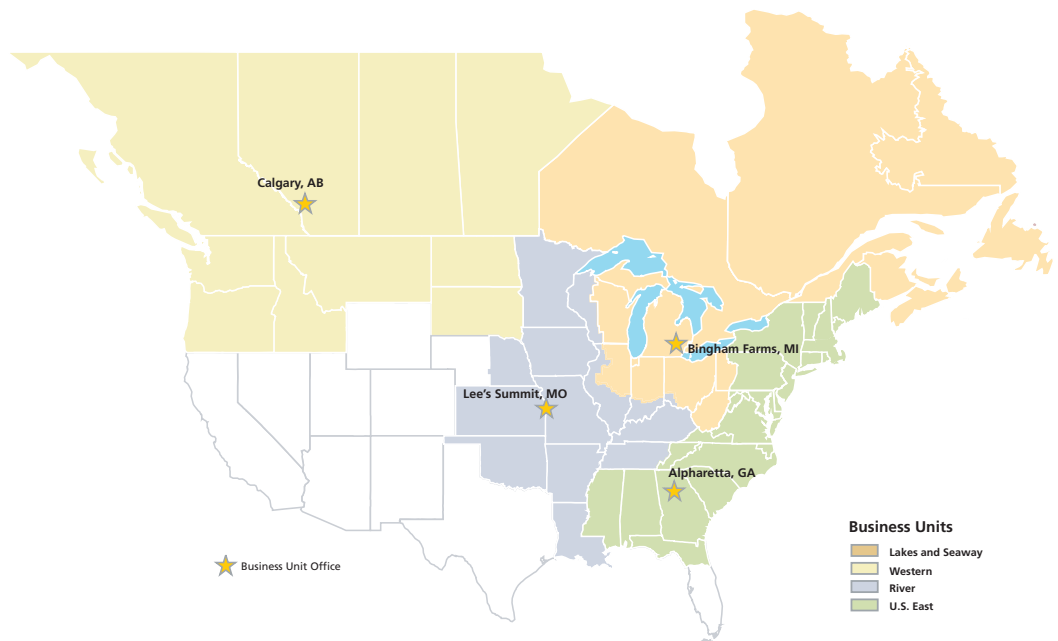 Calgary, AB
Bingham Farms, MI
Lee's Summit, MO
Alpharetta, GA
Business Unit Office
Business Units
Lakes and Seaway
Western
River
U.S. East